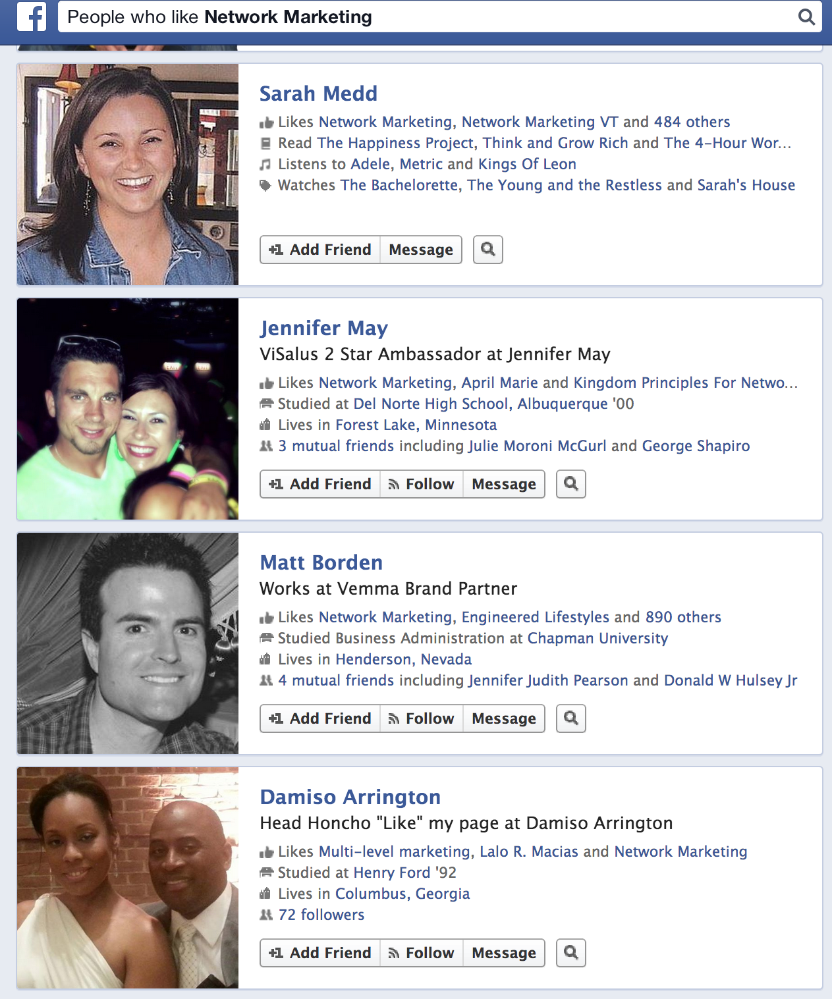 People who like Network Marketing
Sarah Medd
Likes Network Marketing, Network Marketing VT and 484 others
Read The Happiness Project, Think and Grow Rich and The 4-Hour Wor...
Listens to Adele, Metric and Kings Of Leon
Watches The Bachelorette, The Young and the Restless and Sarah's House
+1 Add Friend Message
Jennifer May
ViSalus 2 Star Ambassador at Jennifer May
Likes Network Marketing, April Marie and Kingdom Principles For Netwo...
Studied at Del Norte High School, Albuquerque '00
Lives in Forest Lake, Minnesota
3 mutual friends including Julie Moroni McGurl and George Shapiro
+1 Add Friend Follow Message
Matt Borden
Works at Vemma Brand Partner
Likes Network Marketing, Engineered Lifestyles and 890 others
Studied Business Administration at Chapman University
Lives in Henderson, Nevada
4 mutual friends including Jennifer Judith Pearson and Donald W Hulsey Jr
+1 Add Friend Follow Message
Damiso Arrington
Head Honcho "Like" my page at Damiso Arrington
Likes Multi-level marketing, Lalo R. Macias and Network Marketing
Studied at Henry Ford '92
Lives in Columbus, Georgia
72 followers
+1 Add Friend Follow Message